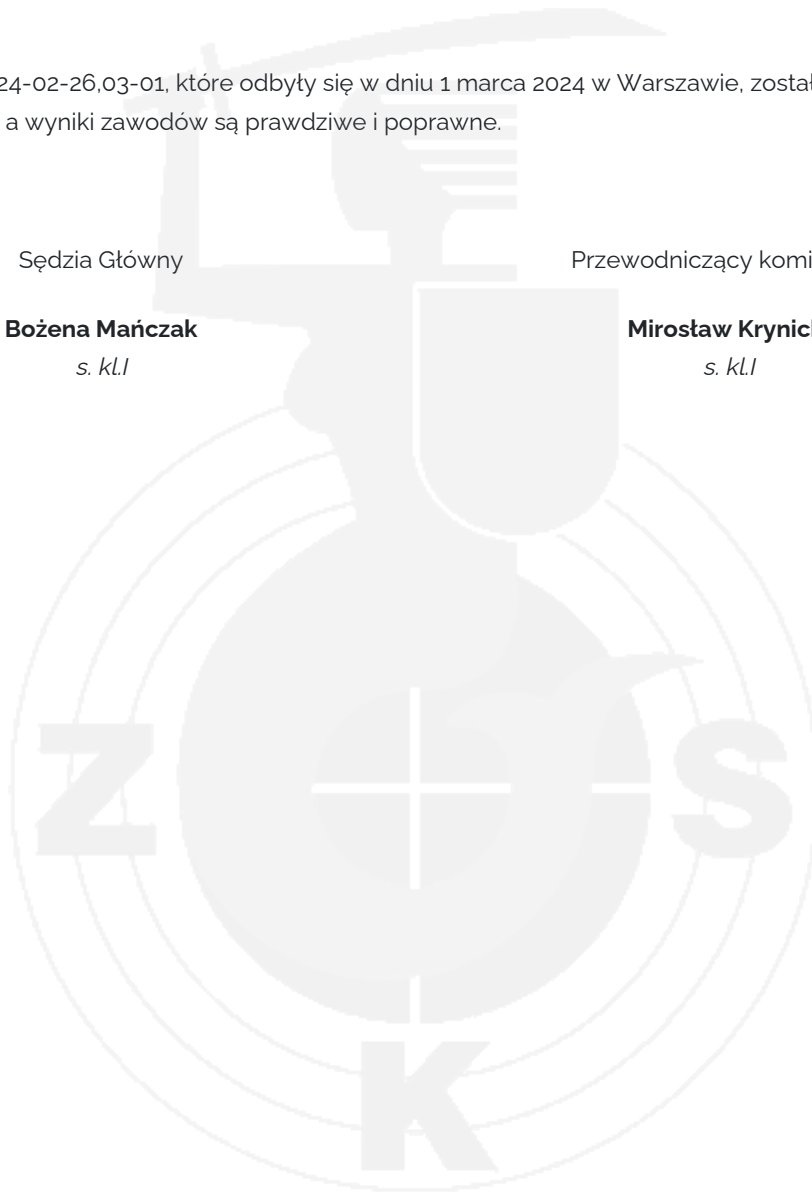 24-02-26,03-01, które odbyły się w dniu 1 marca 2024 w Warszawie, został
a wyniki zawodów są prawdziwe i poprawne.
Sędzia Główny Przewodniczący komi
Bożena Mańczak Mirosław Krynic
s. kl.I s. kl.I
Z S
K